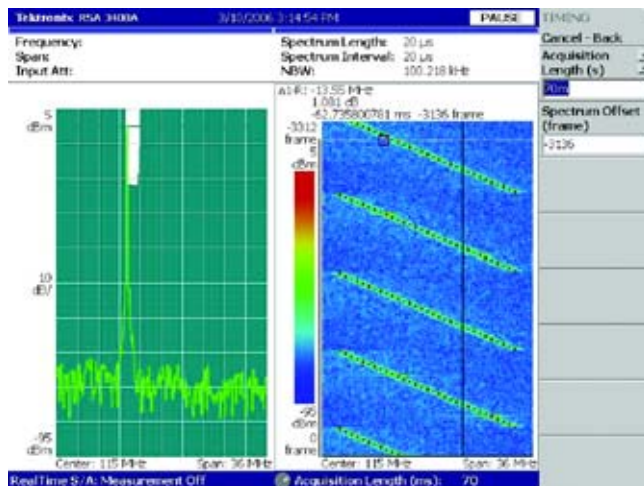 Tektronix RSA 3408A 3/10/2006 3:14:54 PM PAUSE TIMING
Cancel - Back
Frequency: Spectrum Length: 20 µs
Span: Spectrum Interval: 20 µs
Input Att: NBW: 100.218 kHz
Acquisition
Length (s)
70m
Spectrum Offset
(frame)
-3136
Δ1-R: -13.55 MHz
1.081 dB
-62.735800781 ms -3136 frame
5
dBm
10
dB/
-95
dBm
Center: 115 MHz Span: 36 MHz
-3312
frame
5
dBm
-95
dBm
0
frame
Center: 115 MHz Span: 36 MHz
RealTime S/A: Measurement Off Acquisition Length (ms): 70